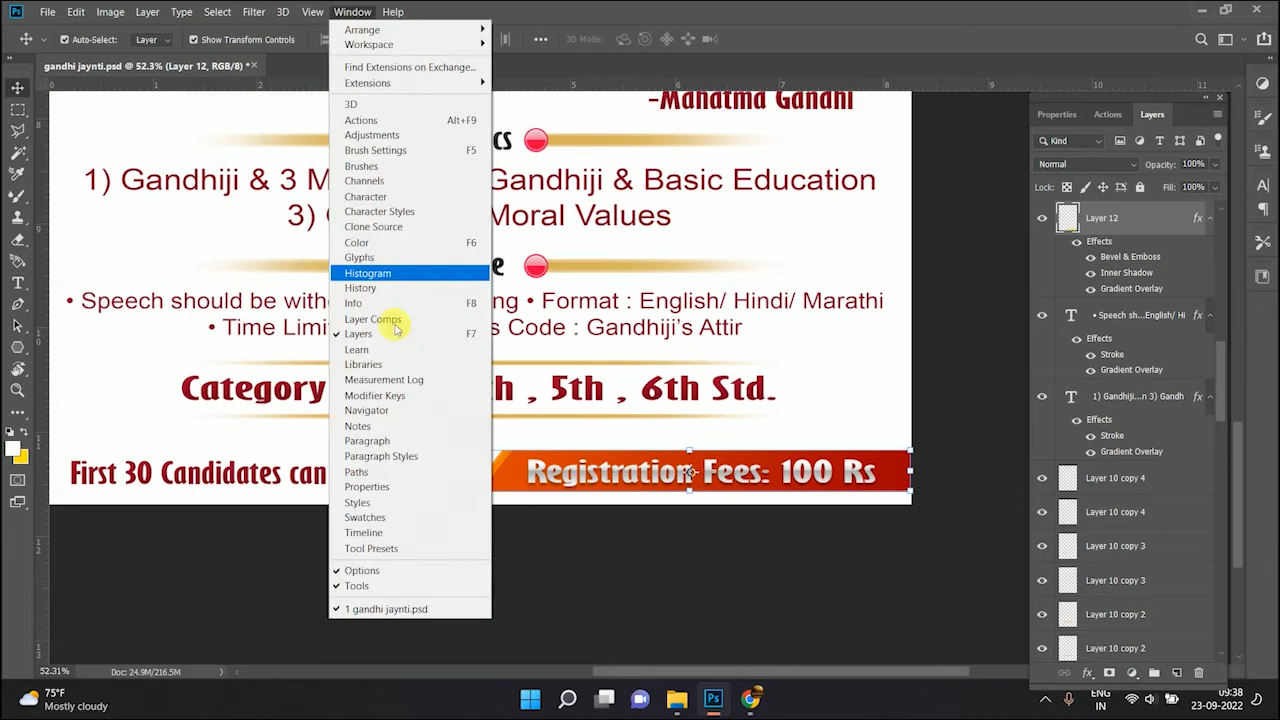 File Edit Image Layer Type Select Filter 3D View Window Help
Auto-Select: Layer Show Transform Controls 3D Mode:
gandhi jaynti.psd @ 52.3% (Layer 12, RGB/8) *
Arrange
Workspace
Find Extensions on Exchange...
Extensions
3D
Actions Alt+F9
Adjustments
Brush Settings F5
Brushes
Channels
Character
Character Styles
Clone Source
Color F6
Glyphs
Histogram
History
Info F8
Layer Comps
Layers F7
Learn
Libraries
Measurement Log
Modifier Keys
Navigator
Notes
Paragraph
Paragraph Styles
Paths
Properties
Styles
Swatches
Timeline
Tool Presets
Options
Tools
1 gandhi jaynti.psd
-Mahatma Gandhi
cs
1) Gandhiji & 3 M Gandhiji & Basic Education
3) Moral Values
e
• Speech should be with ng • Format : English/ Hindi/ Marathi
• Time Limi s Code : Gandhiji's Attir
Category h , 5th , 6th Std.
First 30 Candidates can
Registration Fees: 100 Rs
Properties Actions Layers
Kind
Normal Opacity: 100%
Lock: Fill: 100%
Layer 12 fx
Effects
Bevel & Emboss
Inner Shadow
Gradient Overlay
• Speech sh...English/ Hi fx
Effects
Stroke
Gradient Overlay
1) Gandhiji...n 3) Gandh fx
Effects
Stroke
Gradient Overlay
Layer 10 copy 4
Layer 10 copy 4
Layer 10 copy 3
Layer 10 copy 3
Layer 10 copy 2
Layer 10 copy 2
52.31% Doc: 24.9M/216.5M
75°F
Mostly cloudy
ENG
IN
09:38
23-09-2022